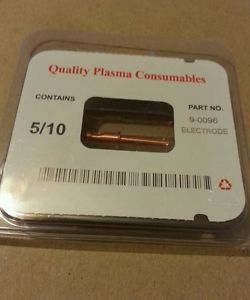 Quality Plasma Consumables
CONTAINS
5/10
PART NO.
9-0096
ELECTRODE